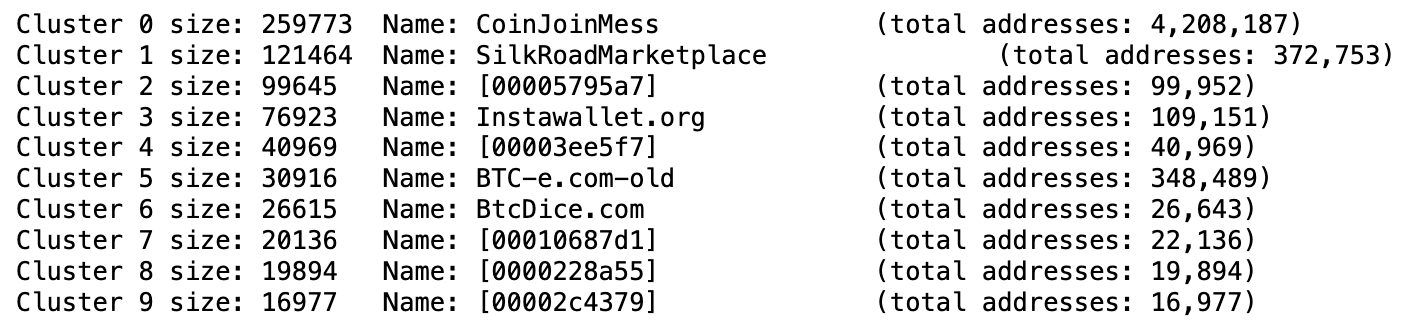 Cluster 0 size: 259773 Name: CoinJoinMess (total addresses: 4,208,187)
Cluster 1 size: 121464 Name: SilkRoadMarketplace (total addresses: 372,753)
Cluster 2 size: 99645 Name: [00005795a7] (total addresses: 99,952)
Cluster 3 size: 76923 Name: Instawallet.org (total addresses: 109,151)
Cluster 4 size: 40969 Name: [00003ee5f7] (total addresses: 40,969)
Cluster 5 size: 30916 Name: BTC-e.com-old (total addresses: 348,489)
Cluster 6 size: 26615 Name: BtcDice.com (total addresses: 26,643)
Cluster 7 size: 20136 Name: [00010687d1] (total addresses: 22,136)
Cluster 8 size: 19894 Name: [0000228a55] (total addresses: 19,894)
Cluster 9 size: 16977 Name: [00002c4379] (total addresses: 16,977)